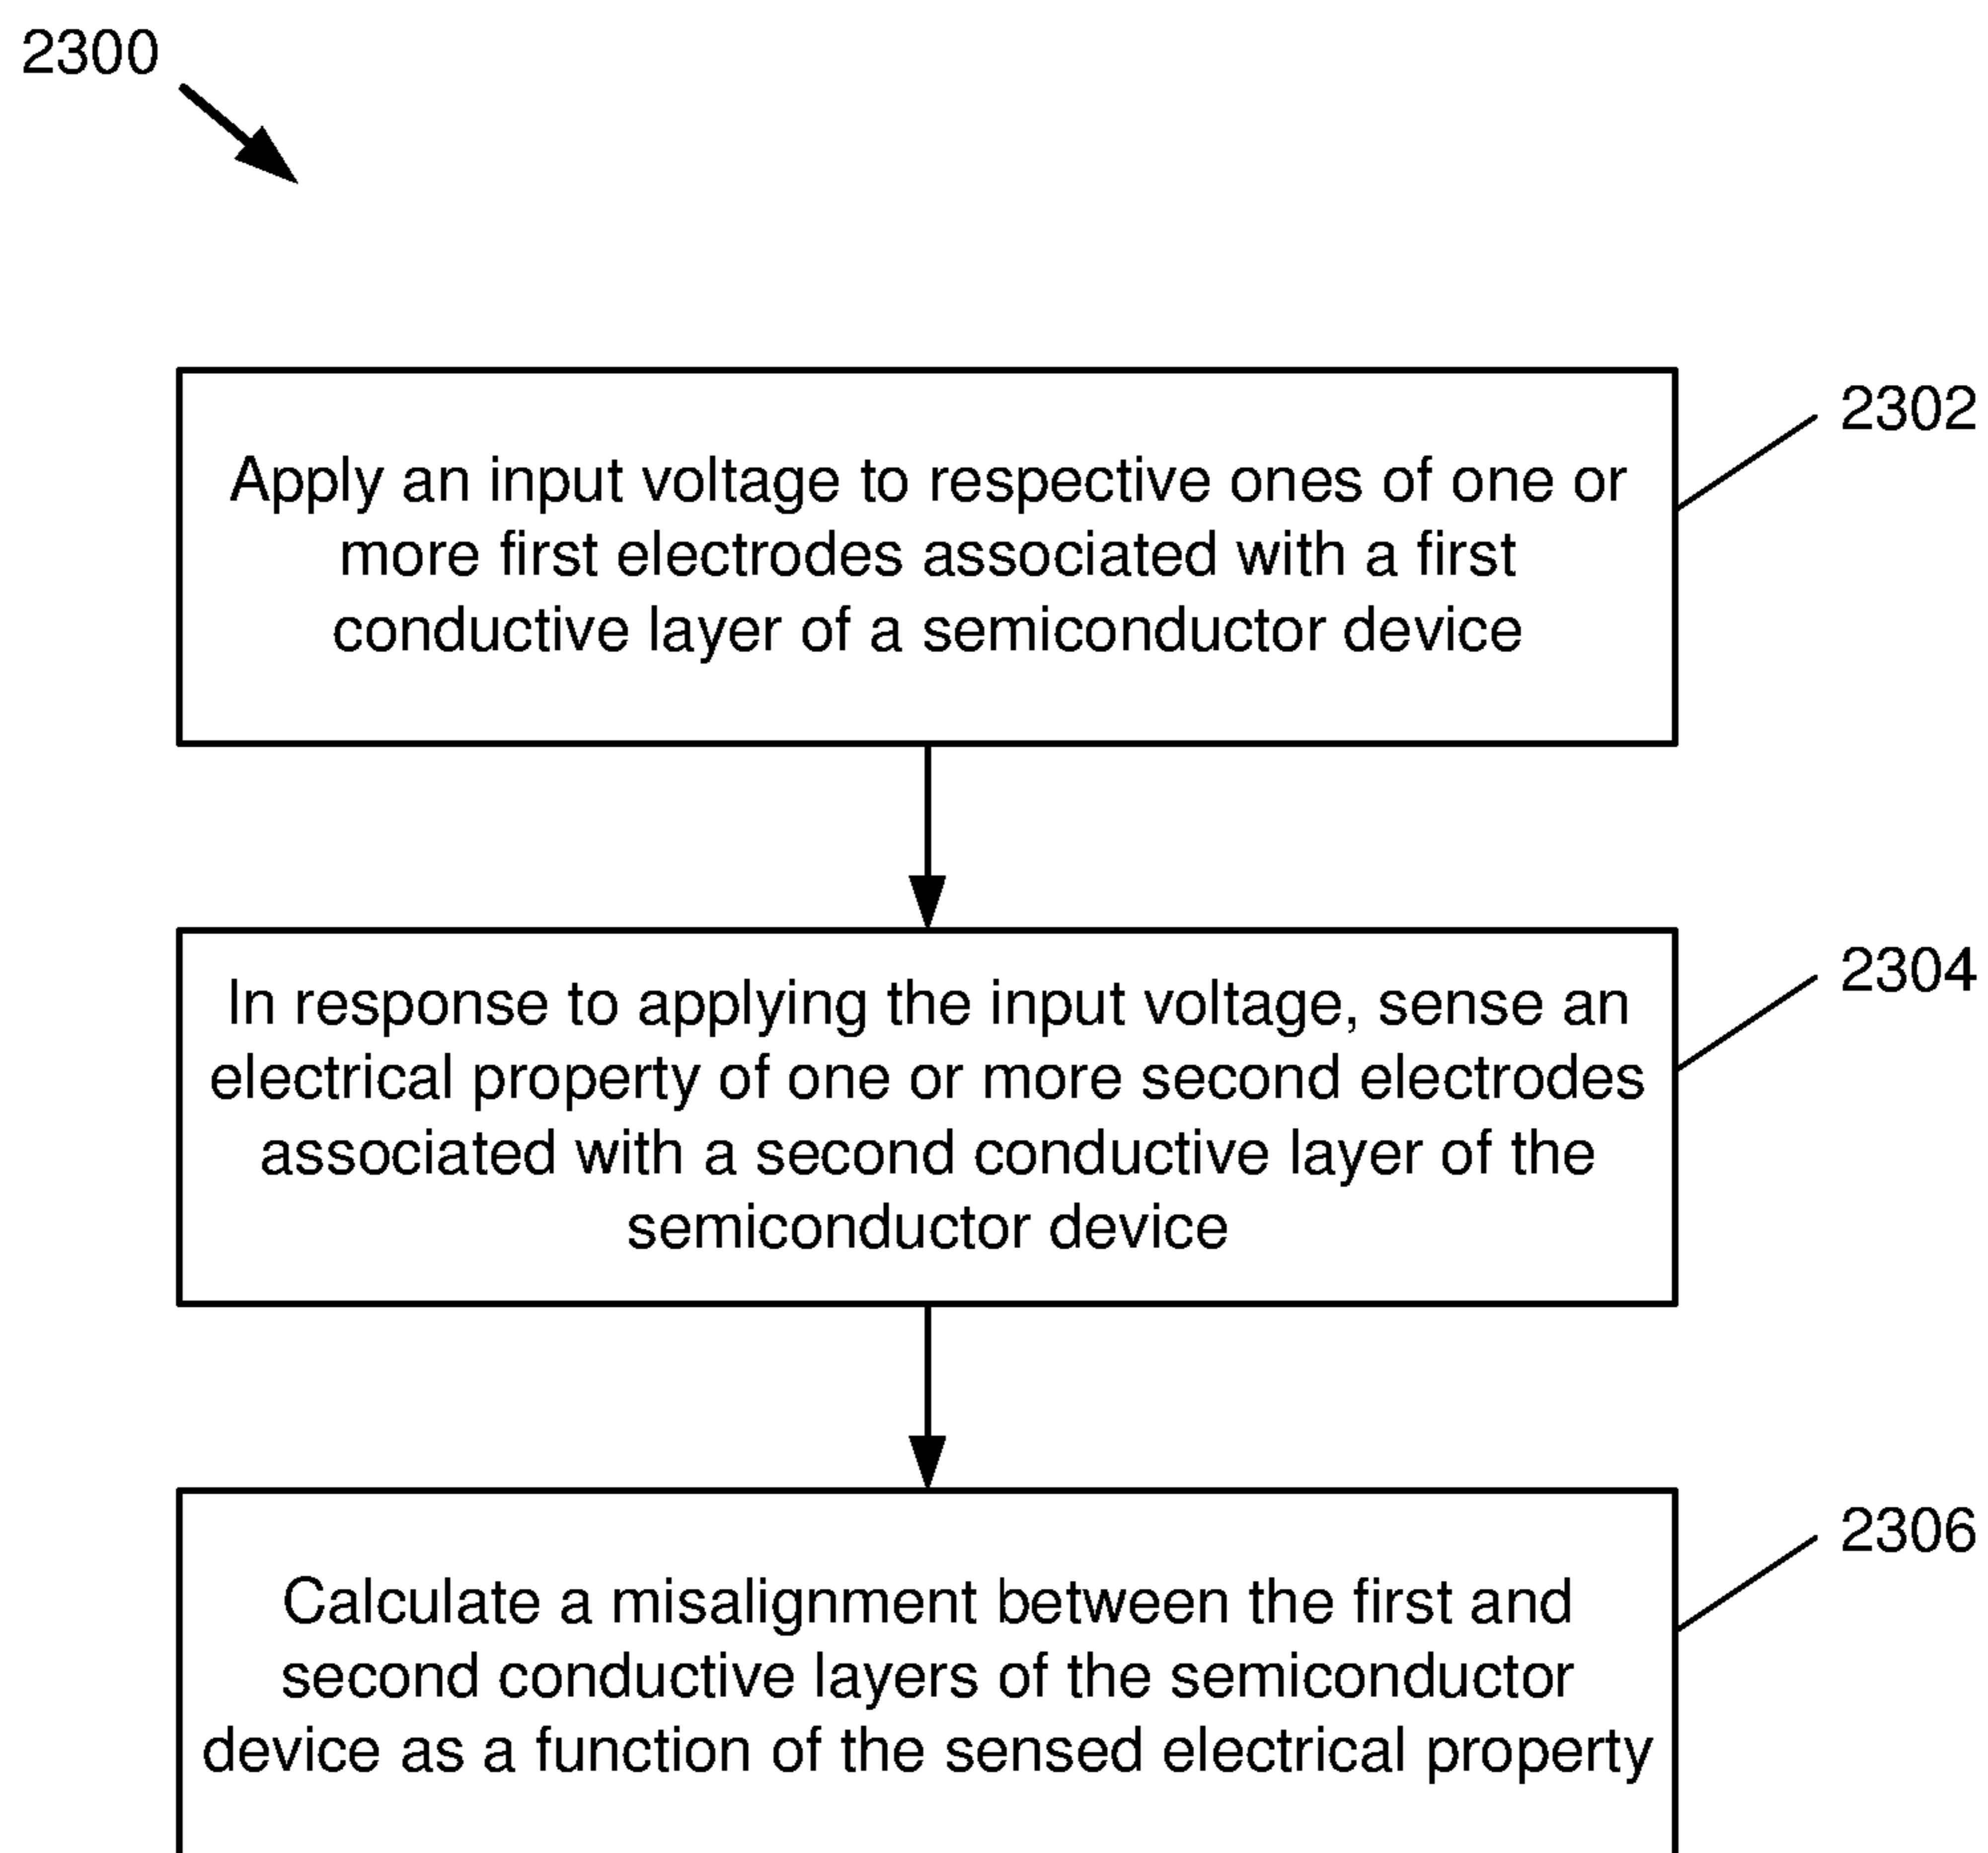 2300
2302
Apply an input voltage to respective ones of one or
more first electrodes associated with a first
conductive layer of a semiconductor device
2304
In response to applying the input voltage, sense an
electrical property of one or more second electrodes
associated with a second conductive layer of the
semiconductor device
2306
Calculate a misalignment between the first and
second conductive layers of the semiconductor
device as a function of the sensed electrical property